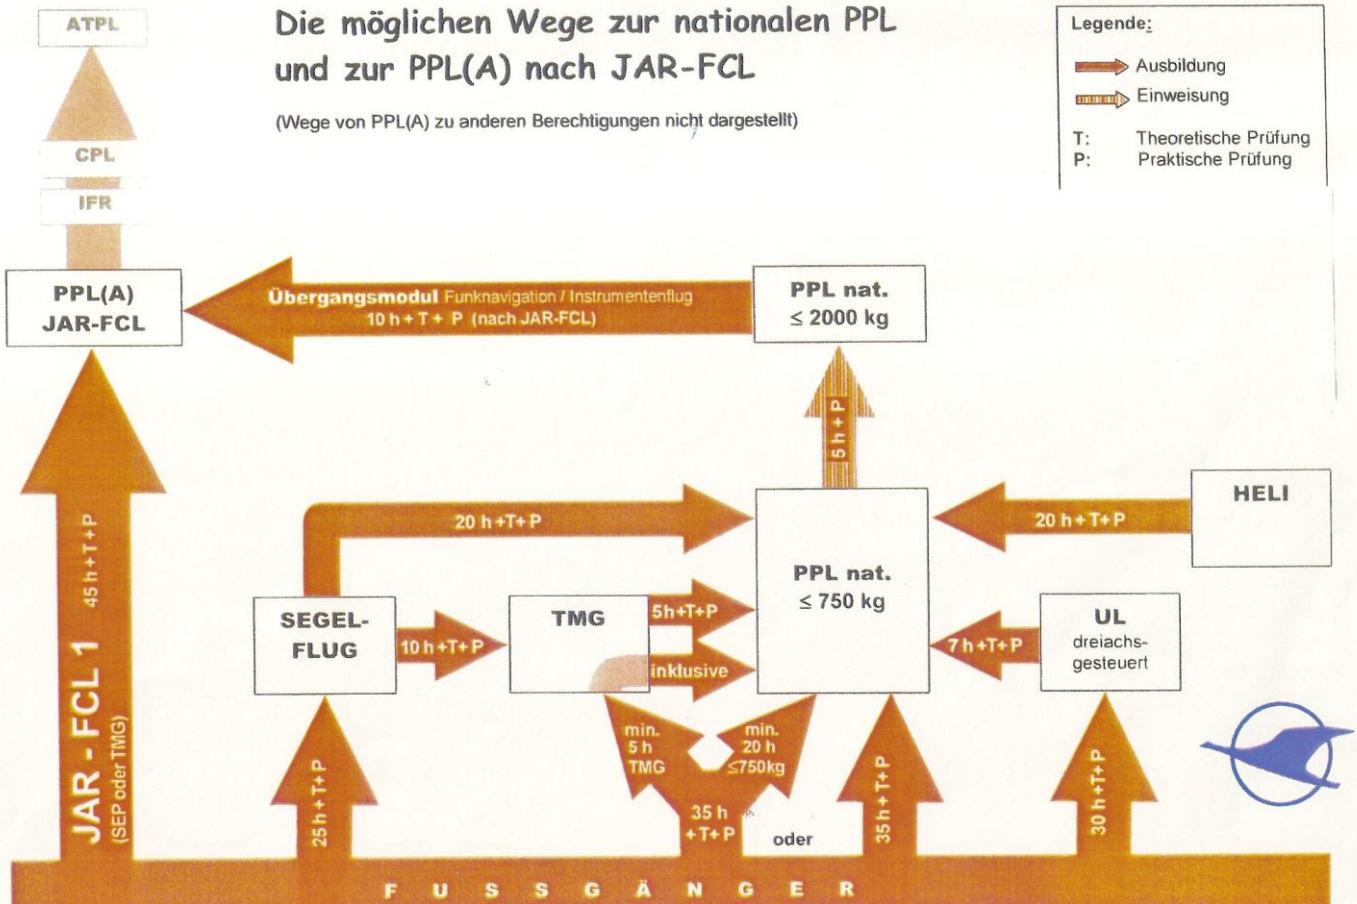 ATPL
CPL
IFR
Die möglichen Wege zur nationalen PPL
und zur PPL(A) nach JAR-FCL
(Wege von PPL(A) zu anderen Berechtigungen nicht dargestellt)
Legende:
Ausbildung
Einweisung
T: Theoretische Prüfung
P: Praktische Prüfung
PPL(A)
JAR-FCL
Übergangsmodul Funknavigation / Instrumentenflug
10 h + T + P (nach JAR-FCL)
PPL nat.
≤ 2000 kg
5 h + P
JAR - FCL 1 45 h+T+P
(SEP oder TMG)
20 h +T+ P
PPL nat.
≤ 750 kg
20 h+ T+ P
HELI
SEGEL-
FLUG
10 h +T+ P
TMG
5h+T+P
inklusive
7 h+T+ P
UL
dreiachs-
gesteuert
25 h + T+ P
min.
5 h
TMG
min.
20 h
≤750kg
35 h
+ T+ P
oder
35h + T+ P
30 h +T+ P
F U S S G Ä N G E R